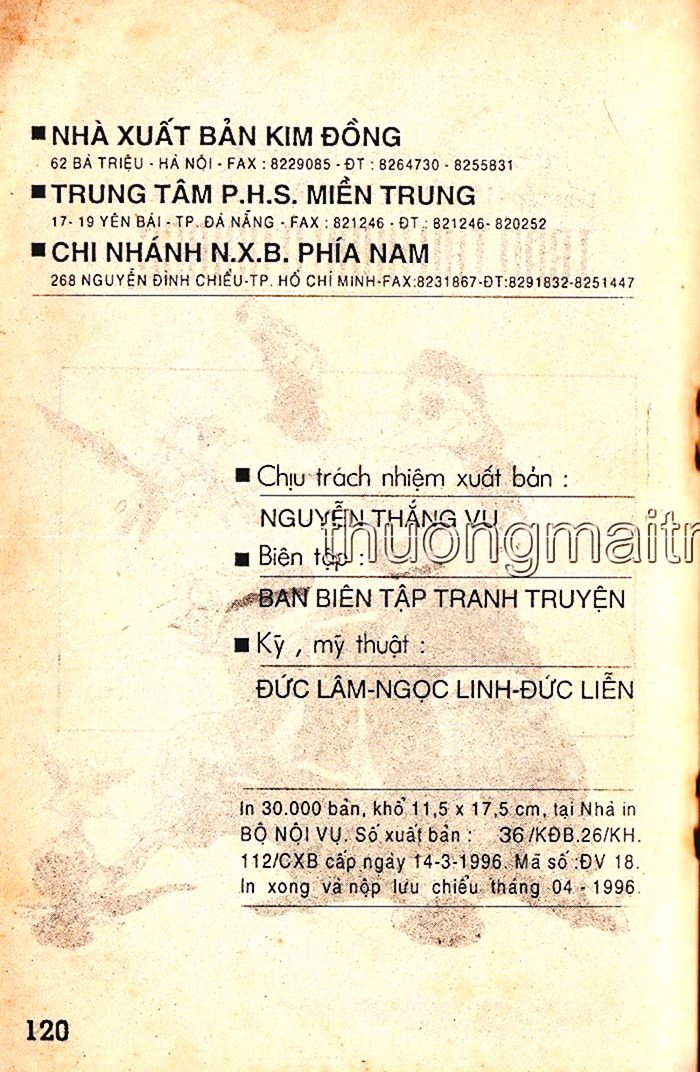 ■ NHÀ XUẤT BẢN KIM ĐỒNG
62 BÀ TRIỆU - HÀ NỘI - FAX : 8229085 - ĐT : 8264730 - 8255831
■ TRUNG TÂM P.H.S. MIỀN TRUNG
17- 19 YÊN BÁI - TP. ĐÀ NẴNG - FAX : 821246 - ĐT : 821246- 820252
■ CHI NHÁNH N.X.B. PHÍA NAM
268 NGUYỄN ĐÌNH CHIỂU-TP. HỒ CHÍ MINH-FAX:8231867-ĐT:8291832-8251447
■ Chịu trách nhiệm xuất bản :
NGUYỄN THẮNG VU
thuongmaitr
■ Biên tập :
BAN BIÊN TẬP TRANH TRUYỆN
■ Kỹ , mỹ thuật :
ĐỨC LÂM-NGỌC LINH-ĐỨC LIỄN
In 30.000 bản, khổ 11,5 x 17,5 cm, tại Nhà in
BỘ NỘI VỤ. Số xuất bản : 36/KĐB.26/KH.
112/CXB cấp ngày 14-3-1996. Mã số :ĐV 18.
In xong và nộp lưu chiểu tháng 04 - 1996.
120